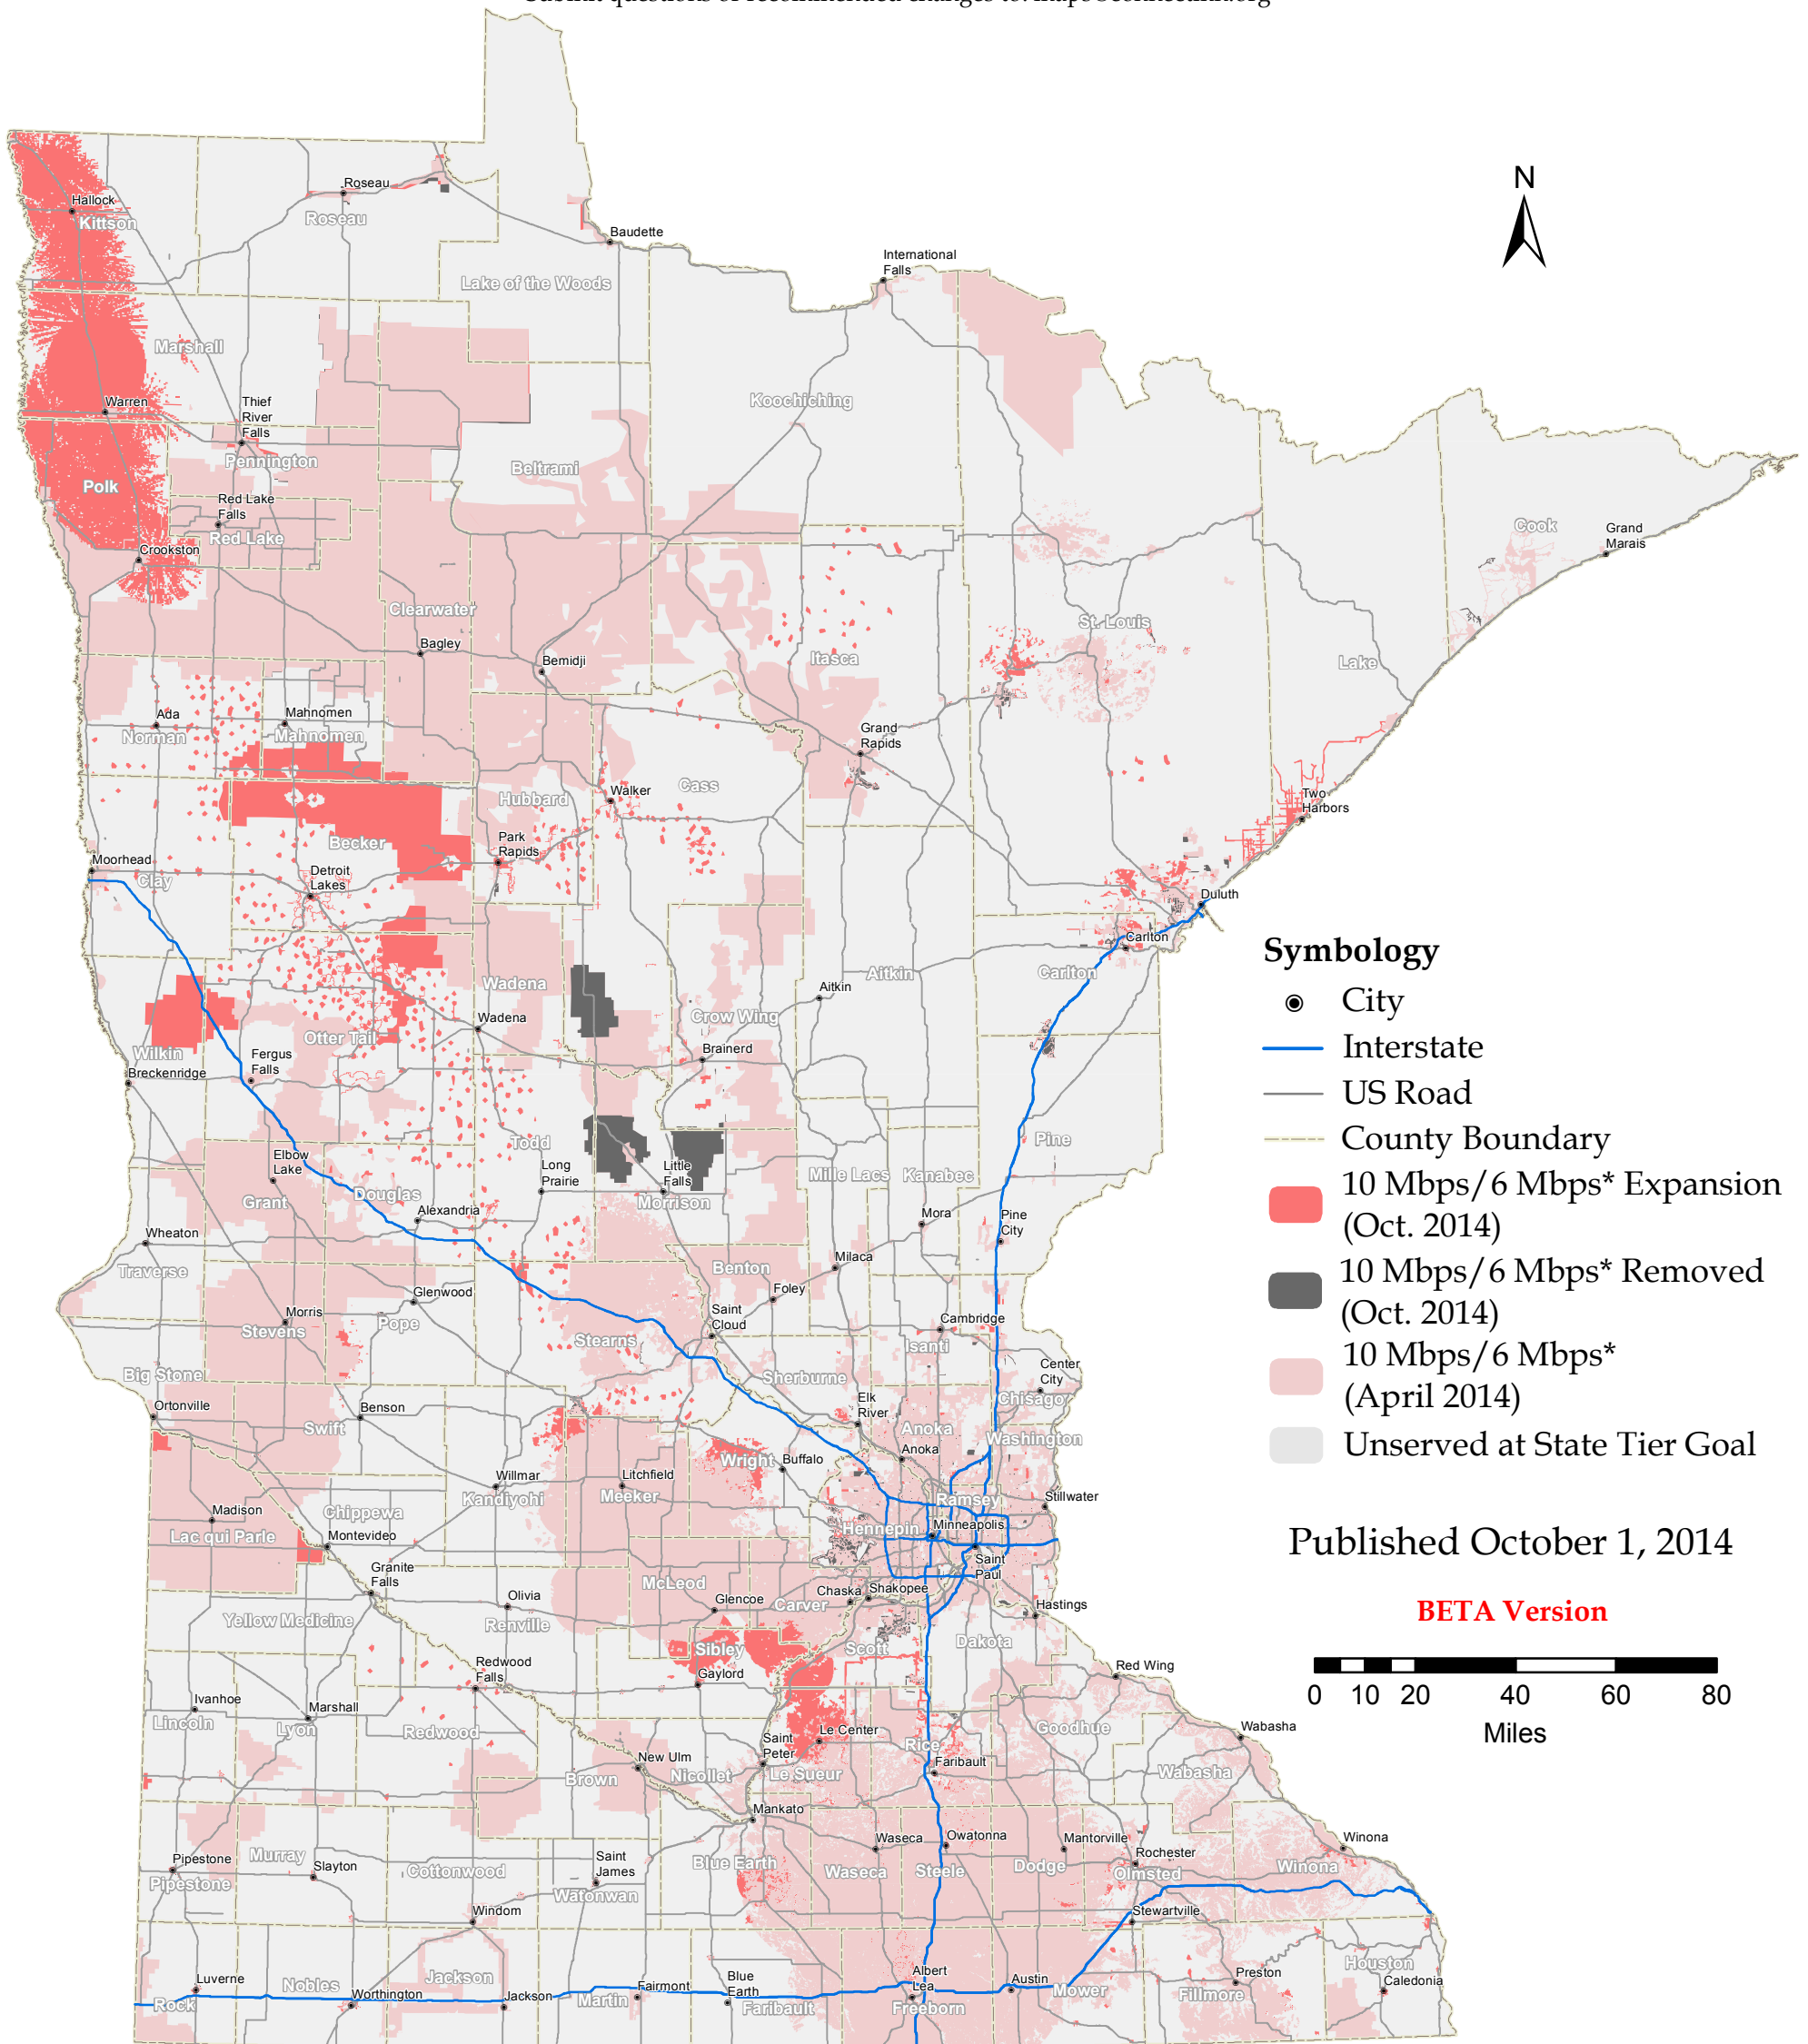 Submit questions or recommended changes to: maps@connectmn.org
N
Roseau
Hallock
Kittson
Roseau
Baudette
International
Falls
Lake of the Woods
Marshall
Warren
Thief
River
Falls
Koochiching
Pennington
Beltrami
Polk
Red Lake
Falls
Red Lake
Crookston
Cook
Grand
Marais
Clearwater
Bagley
Bemidji
St. Louis
Itasca
Lake
Ada
Norman
Mahnomen
Mahnomen
Grand
Rapids
Cass
Walker
Hubbard
Two
Harbors
Becker
Park
Rapids
Moorhead
Clay
Detroit
Lakes
Duluth
Carlton
Carlton
Aitkin
Aitkin
Wadena
Wadena
Crow Wing
Otter Tail
Wilkin
Fergus
Falls
Brainerd
Breckenridge
Todd
Pine
Elbow
Lake
Long
Prairie
Little
Falls
Mille Lacs
Kanabec
Grant
Douglas
Morrison
Alexandria
Mora
Pine
City
Wheaton
Traverse
Milaca
Benton
Foley
Glenwood
Morris
Stevens
Pope
Saint
Cloud
Stearns
Cambridge
Isanti
Big Stone
Sherburne
Center
City
Chisago
Ortonville
Benson
Swift
Elk
River
Anoka
Anoka
Washington
Wright
Buffalo
Willmar
Kandiyohi
Litchfield
Meeker
Ramsey
Stillwater
Madison
Chippewa
Lac qui Parle
Montevideo
Hennepin
Minneapolis
Saint
Paul
Granite
Falls
McLeod
Olivia
Renville
Glencoe
Carver
Chaska
Shakopee
Hastings
Yellow Medicine
Sibley
Scott
Dakota
Gaylord
Redwood
Falls
Red Wing
Ivanhoe
Lincoln
Marshall
Lyon
Redwood
Le Center
Goodhue
Wabasha
Saint
Peter
Rice
New Ulm
Nicollet
Le Sueur
Faribault
Brown
Wabasha
Mankato
Waseca
Owatonna
Mantorville
Rochester
Winona
Pipestone
Pipestone
Murray
Slayton
Cottonwood
Saint
James
Watonwan
Blue Earth
Waseca
Steele
Dodge
Olmsted
Winona
Windom
Stewartville
Luverne
Rock
Nobles
Worthington
Jackson
Jackson
Fairmont
Martin
Blue
Earth
Faribault
Albert
Lea
Freeborn
Austin
Mower
Preston
Fillmore
Houston
Caledonia
Symbology
City
Interstate
US Road
County Boundary
10 Mbps/6 Mbps* Expansion
(Oct. 2014)
10 Mbps/6 Mbps* Removed
(Oct. 2014)
10 Mbps/6 Mbps*
(April 2014)
Unserved at State Tier Goal
Published October 1, 2014
BETA Version
0 10 20 40 60 80
Miles